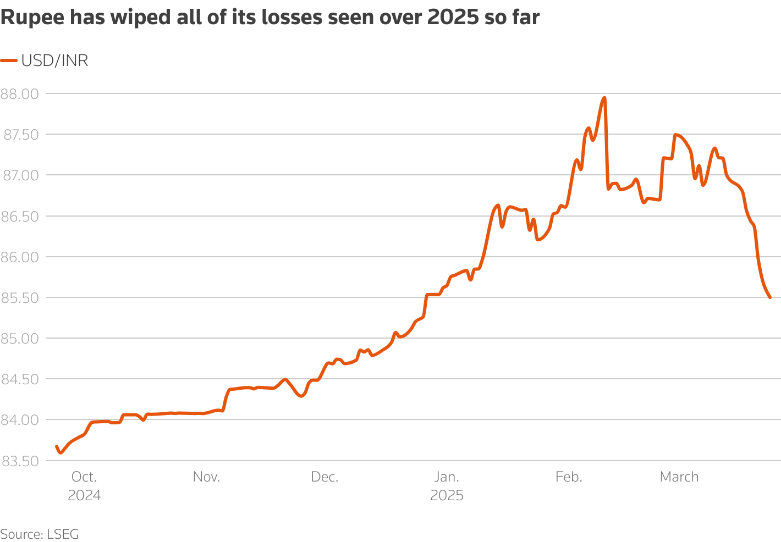 Rupee has wiped all of its losses seen over 2025 so far
USD/INR
88.00
87.50
87.00
86.50
86.00
85.50
85.00
84.50
84.00
83.50
Oct. Nov. Dec. Jan. Feb. March
2024 2025
Source: LSEG